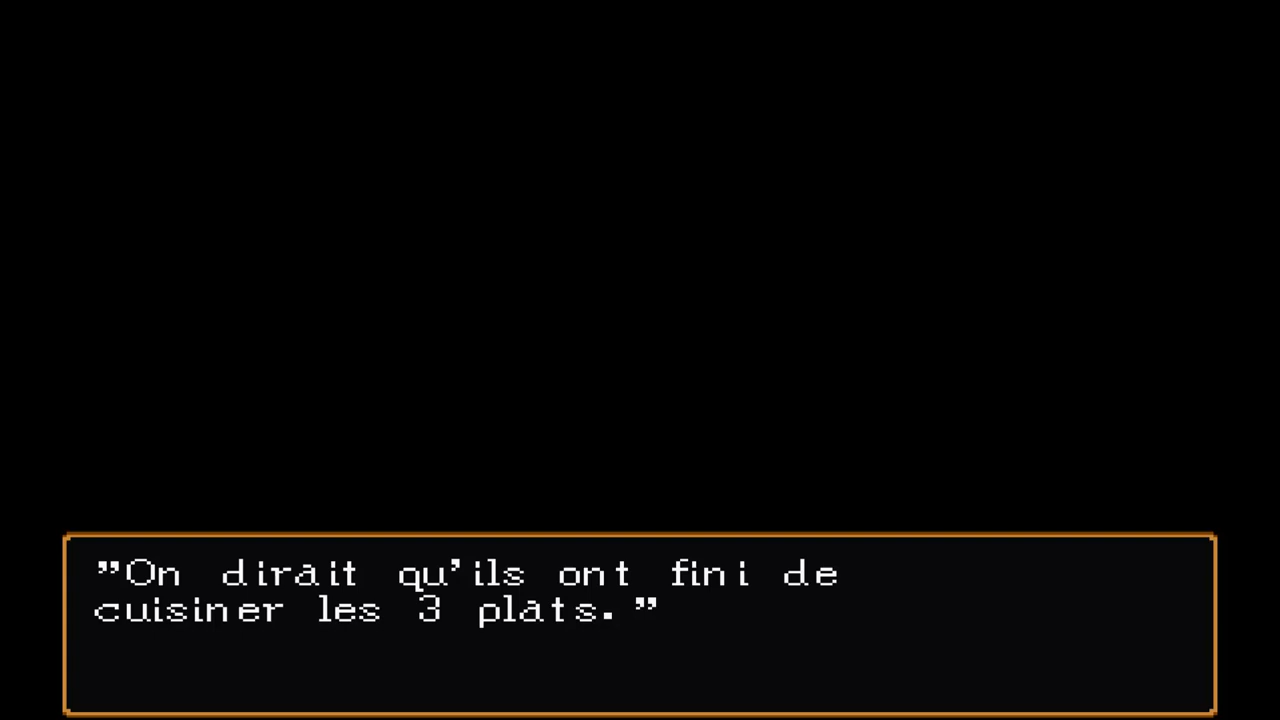 "On dirait qu'ils ont fini de
cuisiner les 3 plats."